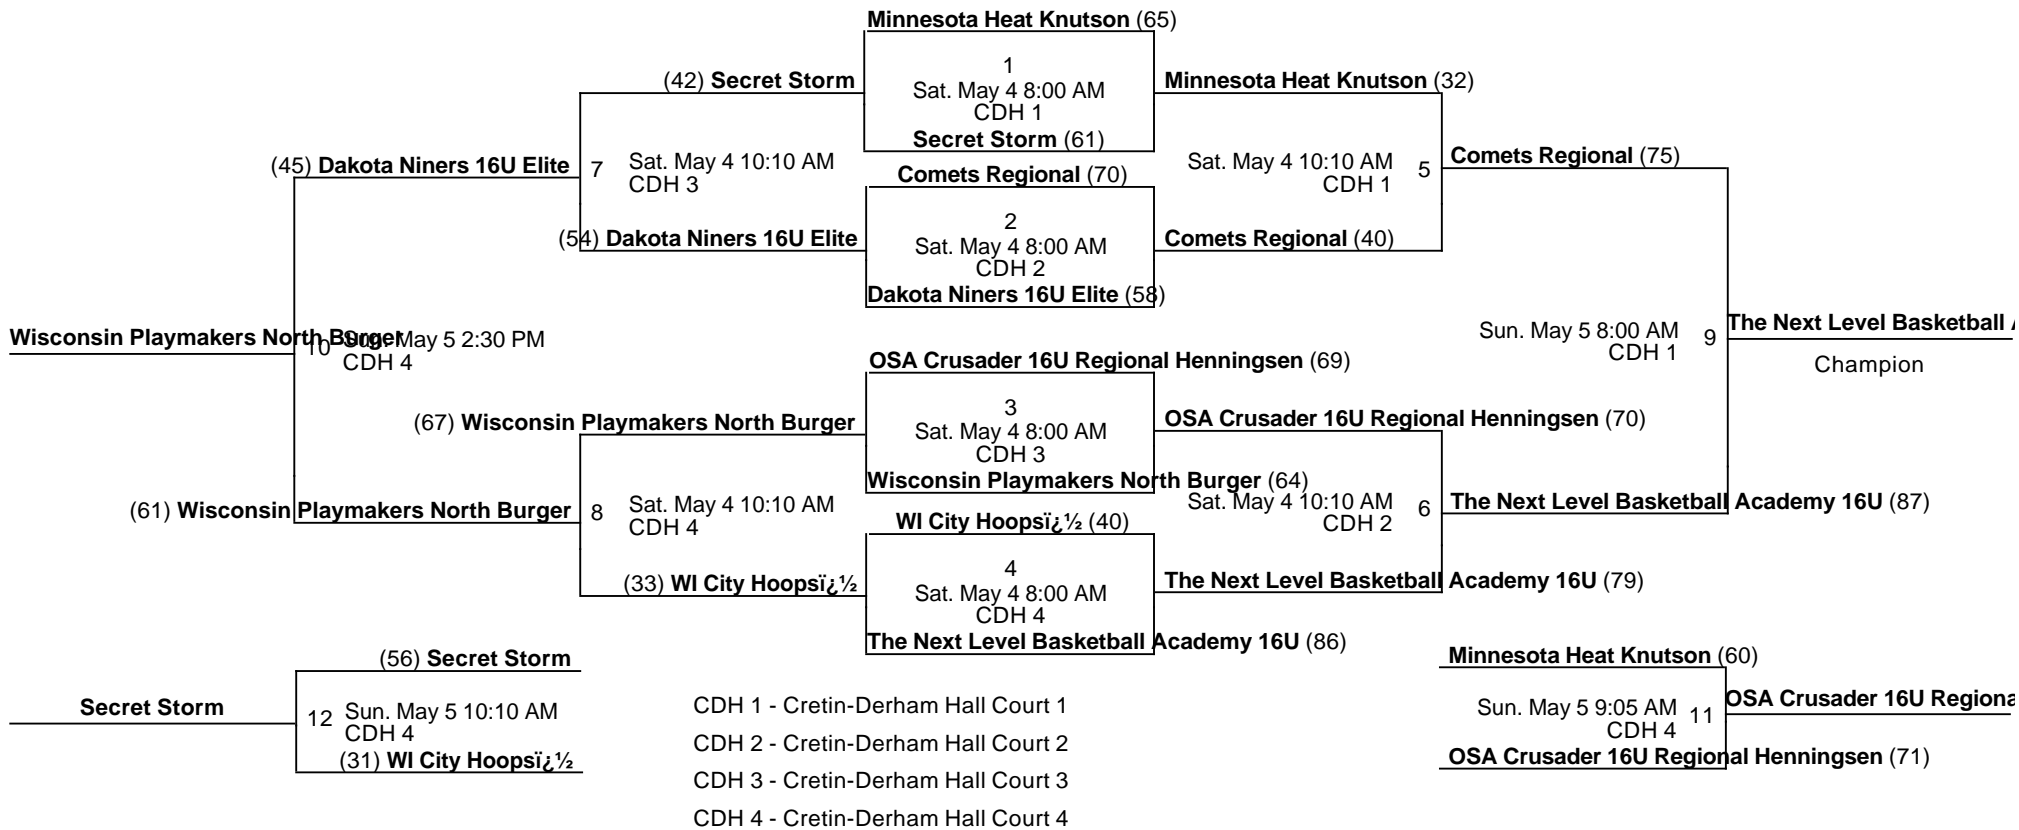 Minnesota Heat Knutson (65)
1
Sat. May 4 8:00 AM
CDH 1
Secret Storm (61)
(42) Secret Storm
Minnesota Heat Knutson (32)
(45) Dakota Niners 16U Elite
7 Sat. May 4 10:10 AM
CDH 3
Comets Regional (70)
2
Sat. May 4 8:00 AM
CDH 2
Dakota Niners 16U Elite (58)
(54) Dakota Niners 16U Elite
Comets Regional (40)
Sat. May 4 10:10 AM 5
CDH 1
Comets Regional (75)
Wisconsin Playmakers North Burger
10 Sun. May 5 2:30 PM
CDH 4
Sun. May 5 8:00 AM 9
CDH 1
The Next Level Basketball
Champion
OSA Crusader 16U Regional Henningsen (69)
3
Sat. May 4 8:00 AM
CDH 3
Wisconsin Playmakers North Burger (64)
(67) Wisconsin Playmakers North Burger
OSA Crusader 16U Regional Henningsen (70)
(61) Wisconsin Playmakers North Burger
8 Sat. May 4 10:10 AM
CDH 4
Sat. May 4 10:10 AM 6
CDH 2
The Next Level Basketball Academy 16U (87)
WI City Hoopsï¿½ (40)
4
Sat. May 4 8:00 AM
CDH 4
The Next Level Basketball Academy 16U (86)
(33) WI City Hoopsï¿½
The Next Level Basketball Academy 16U (79)
(56) Secret Storm
Secret Storm
12 Sun. May 5 10:10 AM
CDH 4
(31) WI City Hoopsï¿½
CDH 1 - Cretin-Derham Hall Court 1
CDH 2 - Cretin-Derham Hall Court 2
CDH 3 - Cretin-Derham Hall Court 3
CDH 4 - Cretin-Derham Hall Court 4
Minnesota Heat Knutson (60)
Sun. May 5 9:05 AM 11
CDH 4
OSA Crusader 16U Regiona
OSA Crusader 16U Regional Henningsen (71)